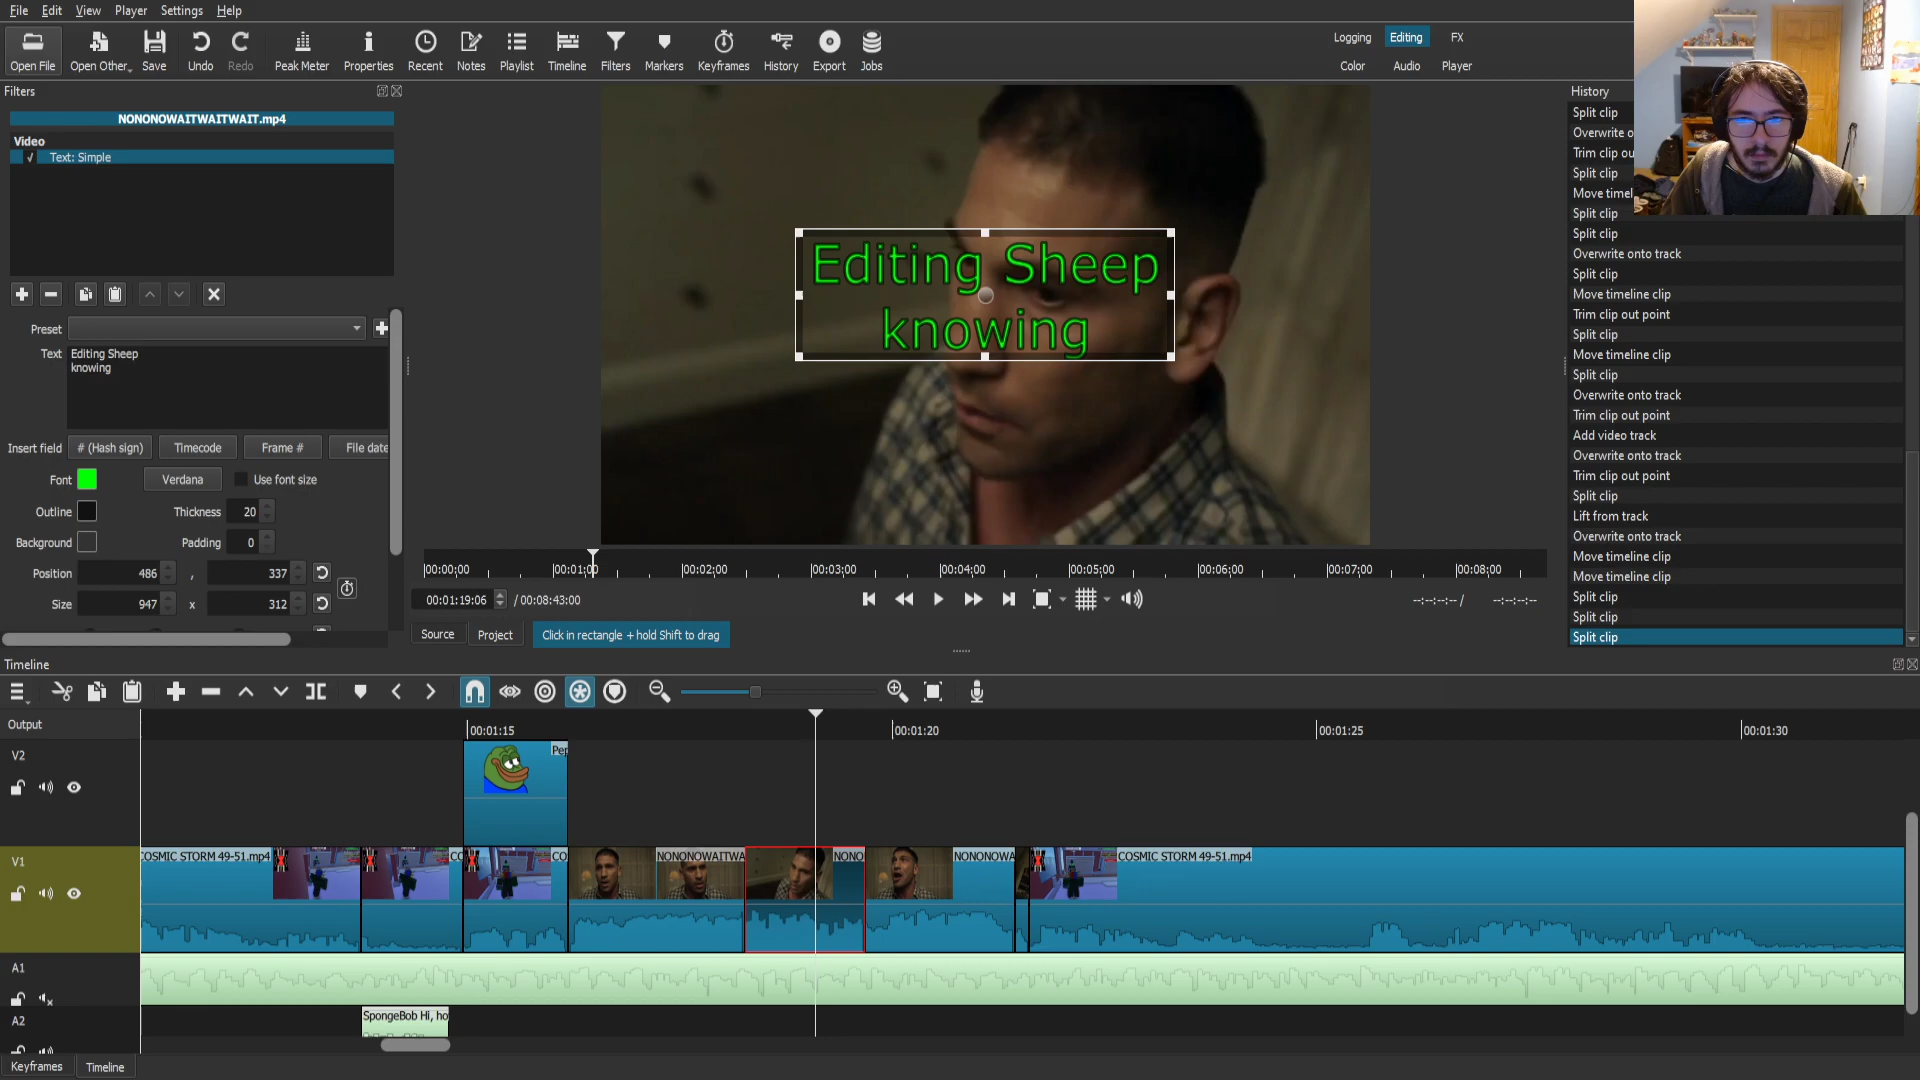 File Edit View Player Settings Help
Open File Open Other Save Undo Redo Peak Meter Properties Recent Notes Playlist Timeline Filters Markers Keyframes History Export Jobs
Logging Editing FX
Color Audio Player
Filters
NONONOWAITWAITWAIT.mp4
Video
✓ Text: Simple
Preset
Text Editing Sheep
knowing
Insert field # (Hash sign) Timecode Frame # File date
Font Verdana Use font size
Outline Thickness 20
Background Padding 0
Position 486 , 337
Size 947 x 312
Editing Sheep
knowing
00:00:00 00:01:00 00:02:00 00:03:00 00:04:00 00:05:00 00:06:00 00:07:00 00:08:00
00:01:19:06 / 00:08:43:00 --:--:--:-- / --:--:--:--
Source Project Click in rectangle + hold Shift to drag
History
Split clip
Overwrite o
Trim clip ou
Split clip
Move timel
Split clip
Split clip
Overwrite onto track
Split clip
Move timeline clip
Trim clip out point
Split clip
Move timeline clip
Split clip
Overwrite onto track
Trim clip out point
Add video track
Overwrite onto track
Trim clip out point
Split clip
Lift from track
Overwrite onto track
Move timeline clip
Move timeline clip
Split clip
Split clip
Split clip
Timeline
Output
00:01:15 00:01:20 00:01:25 00:01:30
V2
Pep
V1
COSMIC STORM 49-51.mp4 CO CO NONONOWAITWA NONO NONONOWA COSMIC STORM 49-51.mp4
A1
A2
SpongeBob Hi, ho
Keyframes Timeline